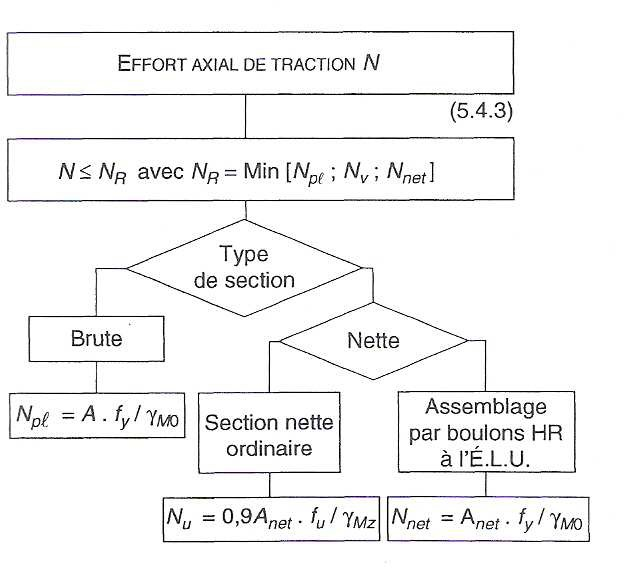 EFFORT AXIAL DE TRACTION N
(5.4.3)
N ≤ N_R avec N_R = Min [N_pℓ ; N_v ; N_net]
Type
de section
Brute
Nette
N_pℓ = A . f_y / γ_M0
Section nette
ordinaire
Assemblage
par boulons HR
à l'É.L.U.
N_u = 0,9A_net . f_u / γ_Mz
N_net = A_net . f_y / γ_M0